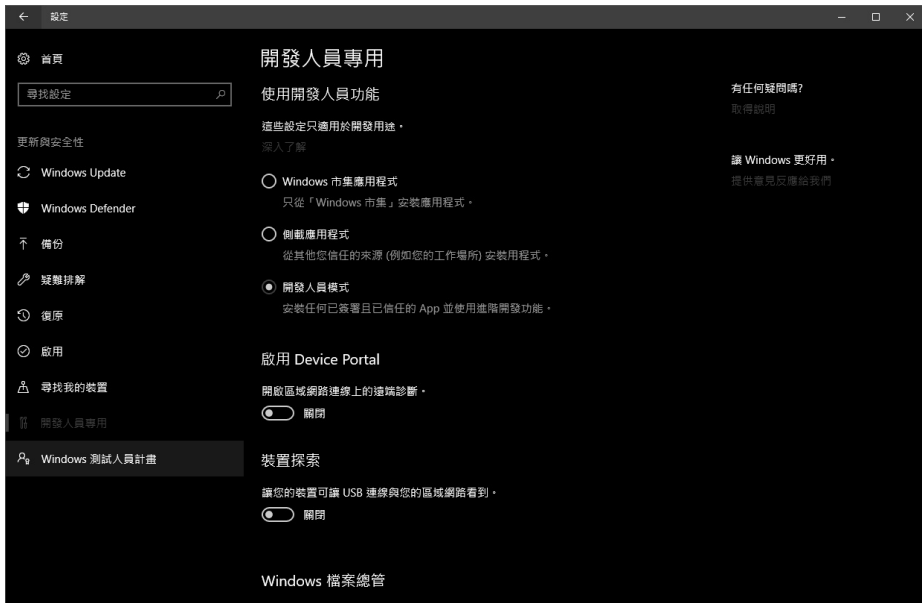 設定
首頁
尋找設定
更新與安全性
Windows Update
Windows Defender
備份
疑難排解
復原
啟用
尋找我的裝置
開發人員專用
Windows 測試人員計畫
開發人員專用
使用開發人員功能
這些設定只適用於開發用途。
深入了解
Windows 市集應用程式
只從「Windows 市集」安裝應用程式。
側載應用程式
從其他您信任的來源 (例如您的工作場所) 安裝用程式。
開發人員模式
安裝任何已簽署且已信任的 App 並使用進階開發功能。
啟用 Device Portal
開啟區域網路連線上的遠端診斷。
關閉
裝置探索
讓您的裝置可讓 USB 連線與您的區域網路看到。
關閉
Windows 檔案總管
有任何疑問嗎?
取得說明
讓 Windows 更好用。
提供意見反應給我們